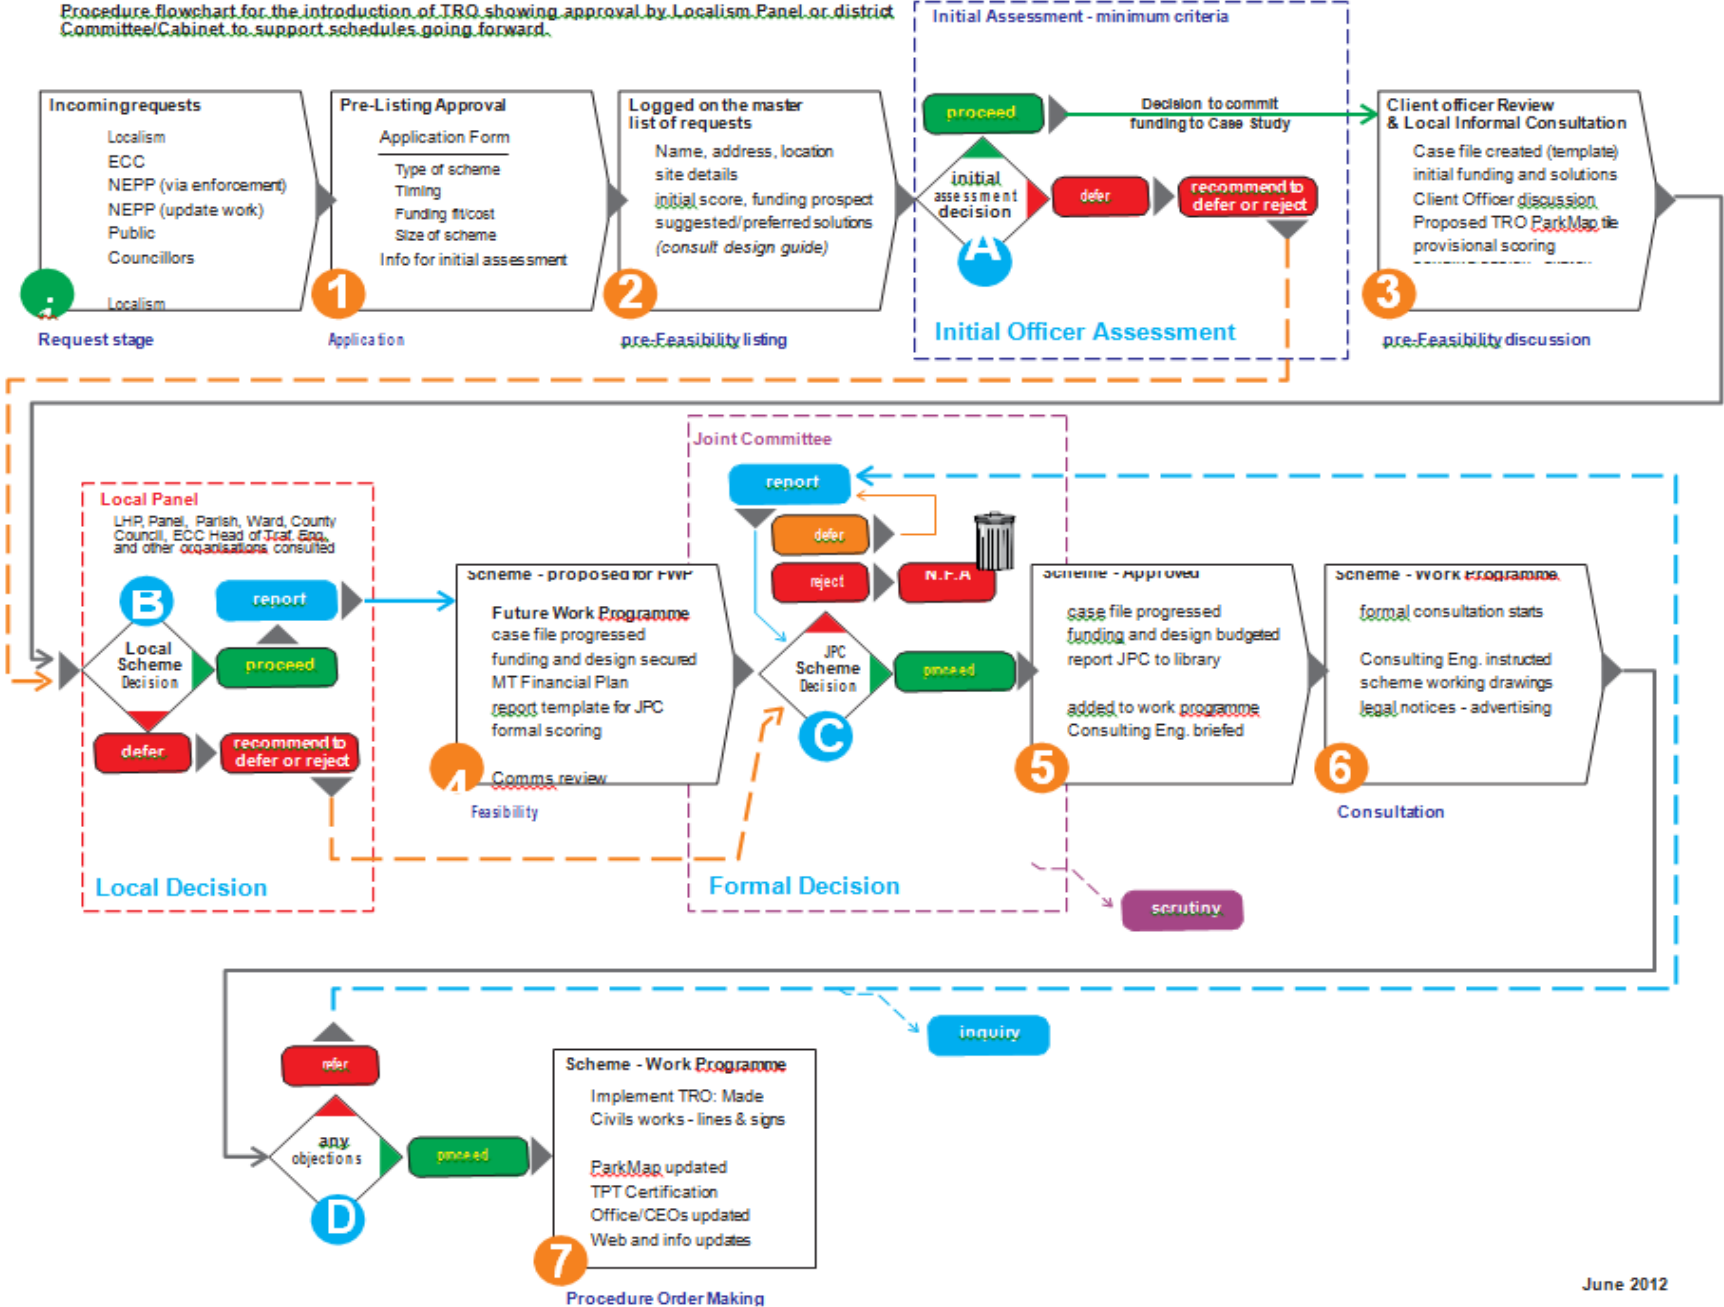 Procedure flowchart for the introduction of TRO showing approval by Localism Panel or district
Committee/Cabinet to support schedules going forward.
Incoming requests
Localism
ECC
NEPP (via enforcement)
NEPP (update work)
Public
Councillors
Localism
Request stage
Pre-Listing Approval
Application Form
Type of scheme
Timing
Funding fit/cost
Size of scheme
Info for initial assessment
1
Application
Logged on the master
list of requests
Name, address, location
site details
initial score, funding prospect
suggested/preferred solutions
(consult design guide)
2
pre-Feasibility listing
Initial Assessment - minimum criteria
proceed
Decision to commit
funding to Case Study
initial
assessment
decision
A
defer
recommend to
defer or reject
Initial Officer Assessment
Client officer Review
& Local Informal Consultation
Case file created (template)
initial funding and solutions
Client Officer discussion
Proposed TRO ParkMap tile
provisional scoring
3
pre-Feasibility discussion
Local Panel
LHP, Panel, Parish, Ward, County
Council, ECC Head of Traf. Eng.,
and other organisations consulted
B
report
Local
Scheme
Decision
proceed
defer
recommend to
defer or reject
Local Decision
Scheme - proposed for FWP
Future Work Programme
case file progressed
funding and design secured
MT Financial Plan
report template for JPC
formal scoring
Comms review
4
Feasibillity
Joint Committee
report
defer
reject
N.F.A
JPC
Scheme
Decision
proceed
C
Formal Decision
scrutiny
Scheme - Approved
case file progressed
funding and design budgeted
report JPC to library
added to work programme
Consulting Eng. briefed
5
Scheme - Work Programme
formal consultation starts
Consulting Eng. instructed
scheme working drawings
legal notices - advertising
6
Consultation
inquiry
refer
any
objections
proceed
D
Scheme - Work Programme
Implement TRO: Made
Civils works - lines & signs
ParkMap updated
TPT Certification
Office/CEOs updated
Web and info updates
7
Procedure Order Making
June 2012